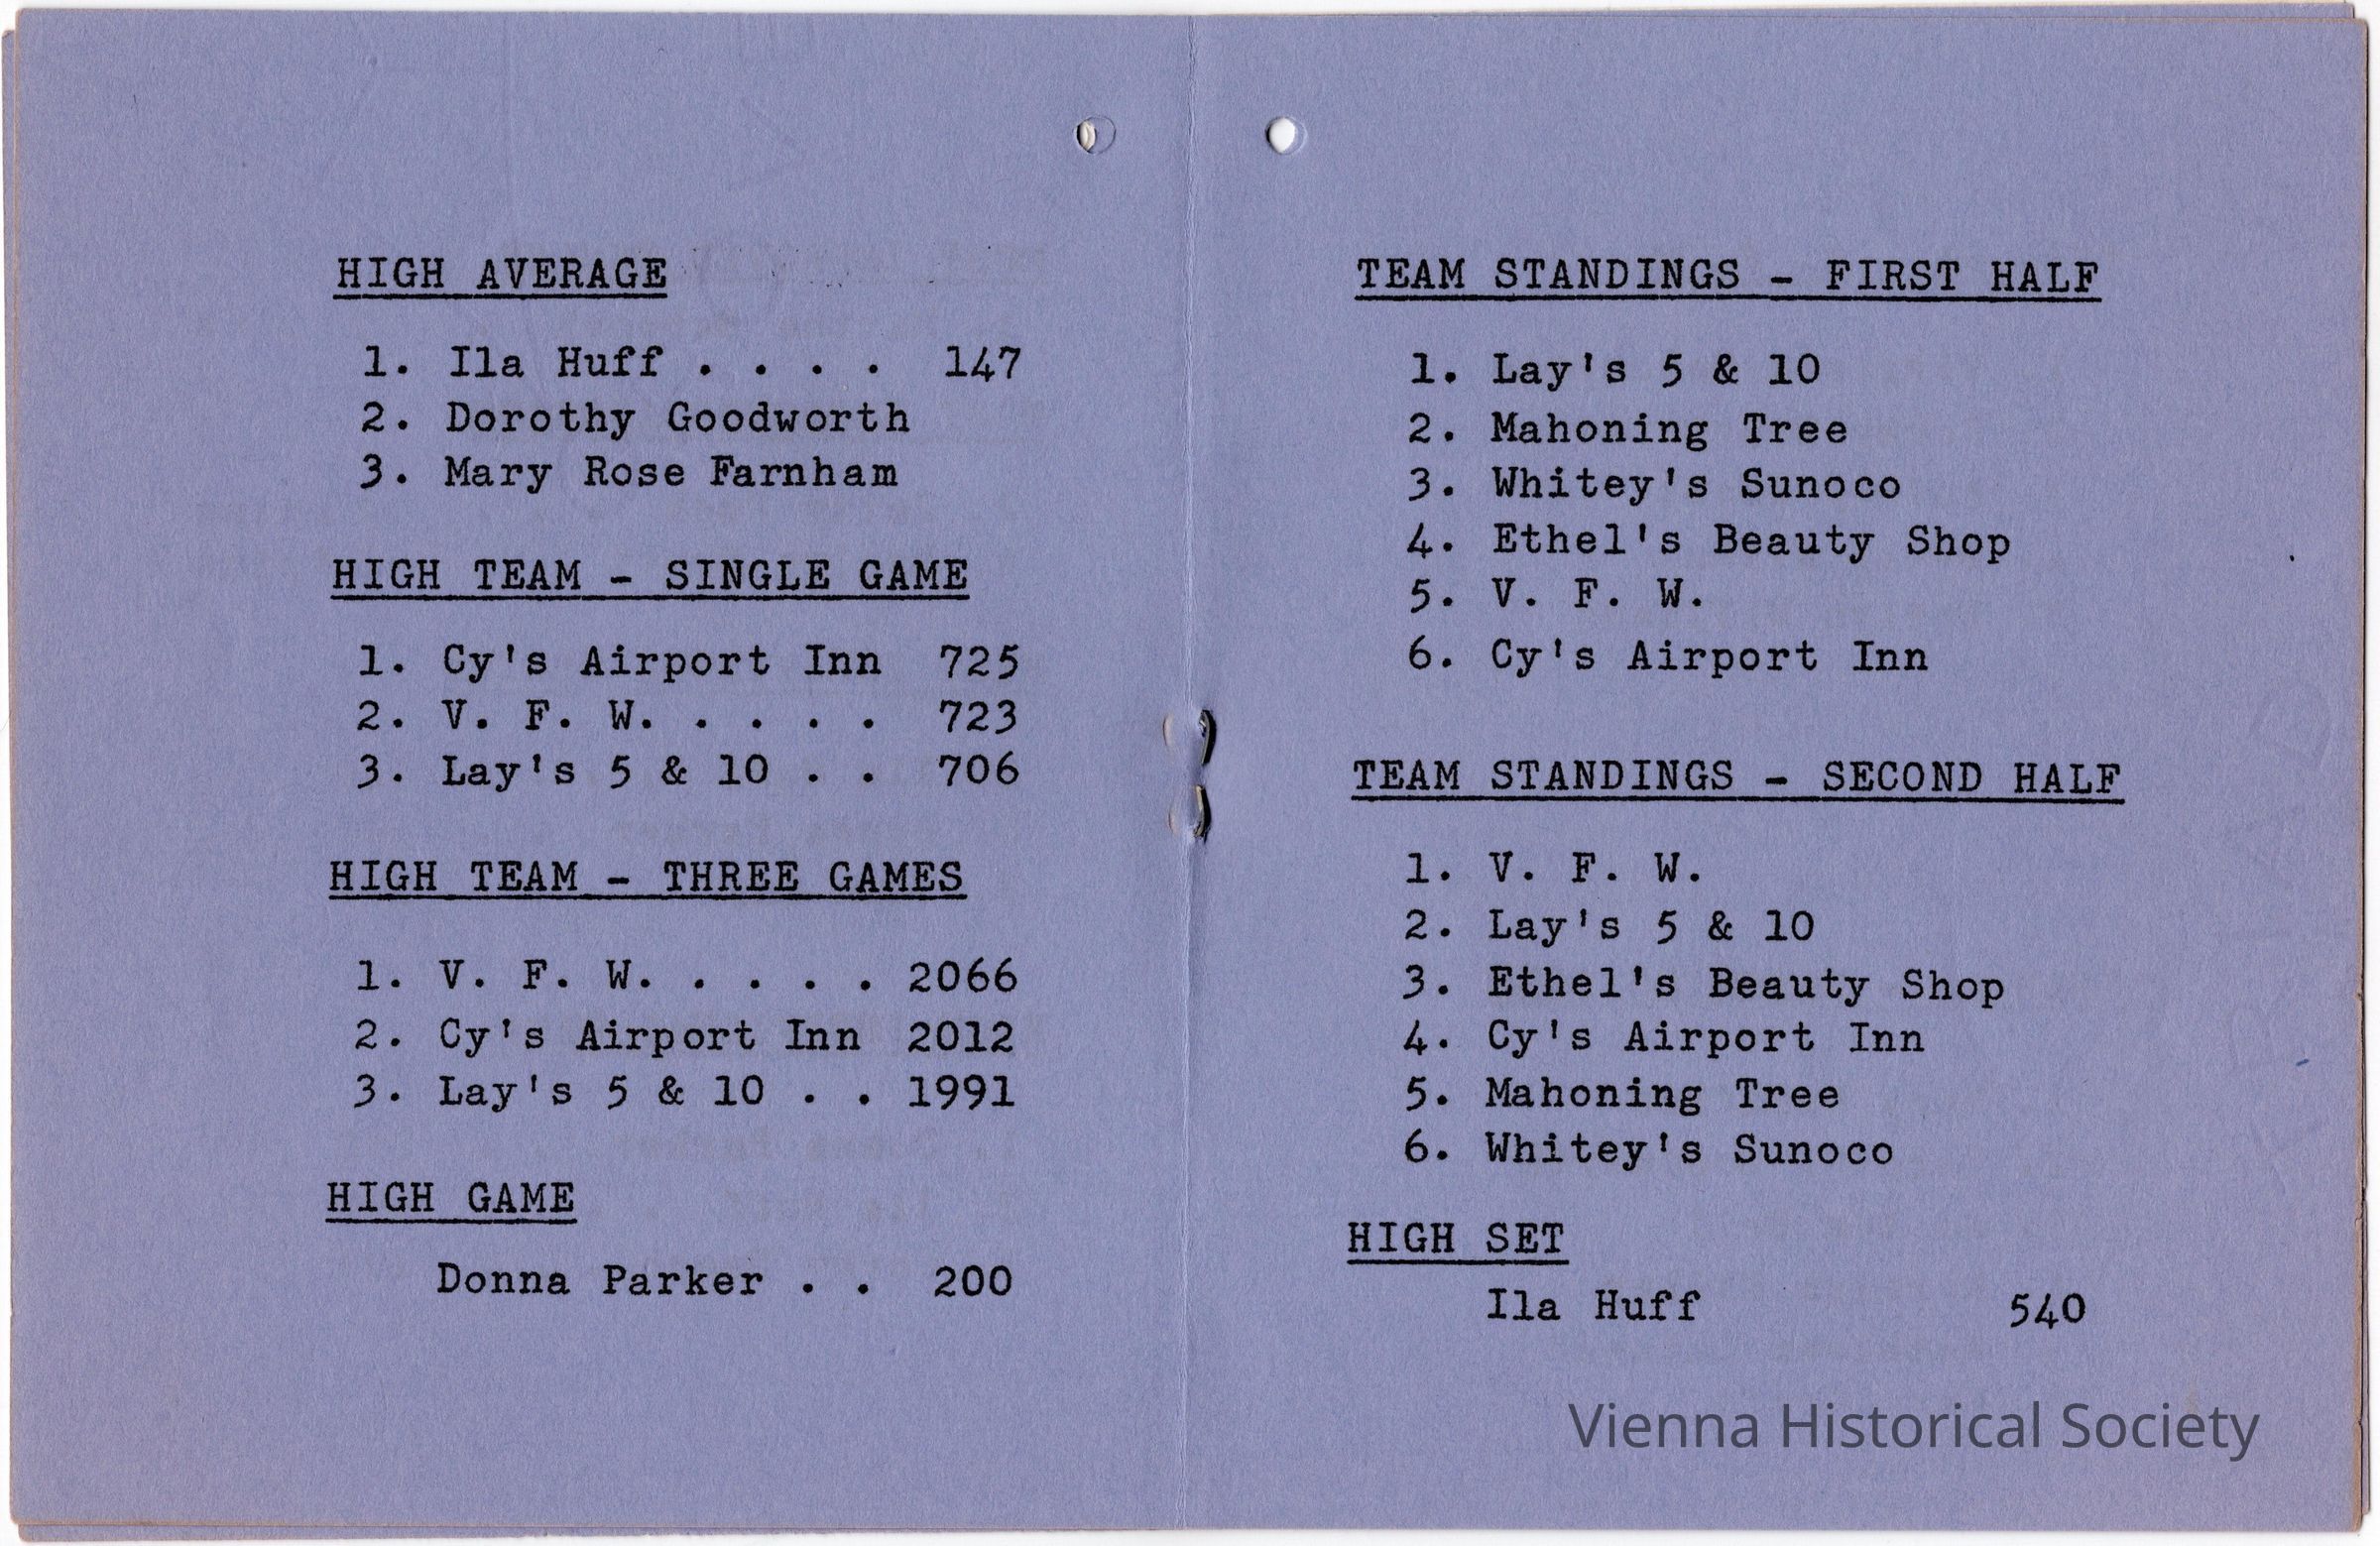 HIGH AVERAGE
1. Ila Huff . . . . 147
2. Dorothy Goodworth
3. Mary Rose Farnham
HIGH TEAM - SINGLE GAME
1. Cy's Airport Inn 725
2. V. F. W. . . . . 723
3. Lay's 5 & 10 . . 706
HIGH TEAM - THREE GAMES
1. V. F. W. . . . . 2066
2. Cy's Airport Inn 2012
3. Lay's 5 & 10 . . 1991
HIGH GAME
Donna Parker . . 200
TEAM STANDINGS - FIRST HALF
1. Lay's 5 & 10
2. Mahoning Tree
3. Whitey's Sunoco
4. Ethel's Beauty Shop
5. V. F. W.
6. Cy's Airport Inn
TEAM STANDINGS - SECOND HALF
1. V. F. W.
2. Lay's 5 & 10
3. Ethel's Beauty Shop
4. Cy's Airport Inn
5. Mahoning Tree
6. Whitey's Sunoco
HIGH SET
Ila Huff 540
Vienna Historical Society